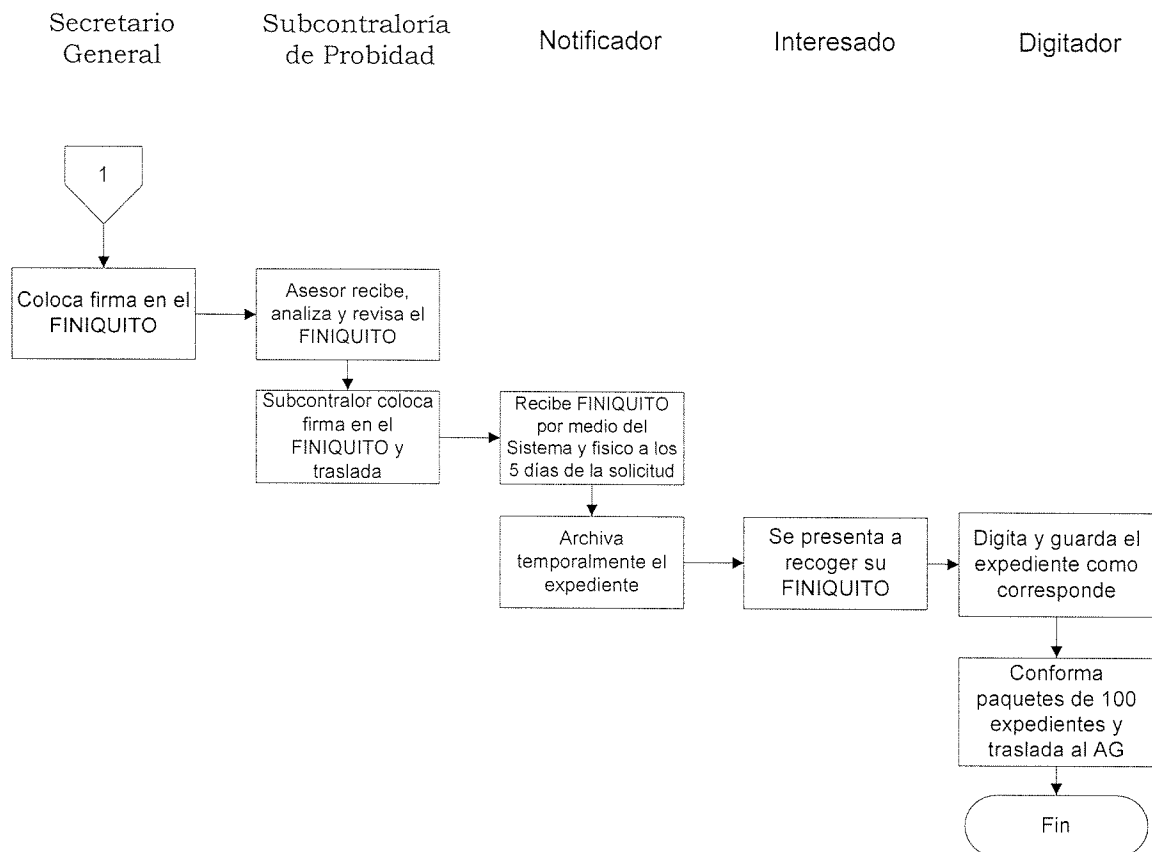 Secretario
General
Subcontraloría
de Probidad
Notificador
Interesado
Digitador
1
Coloca firma en el
FINIQUITO
Asesor recibe,
analiza y revisa el
FINIQUITO
Subcontralor coloca
firma en el
FINIQUITO y
traslada
Recibe FINIQUITO
por medio del
Sistema y fisico a los
5 días de la solicitud
Archiva
temporalmente el
expediente
Se presenta a
recoger su
FINIQUITO
Digita y guarda el
expediente como
corresponde
Conforma
paquetes de 100
expedientes y
traslada al AG
Fin